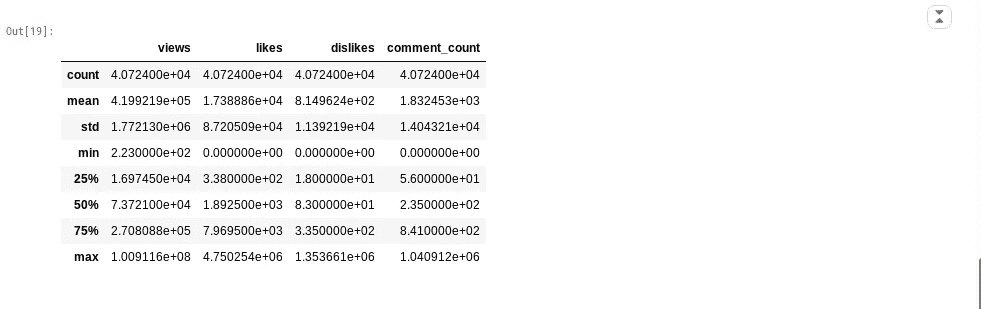 Out[19]:
views likes dislikes comment_count
count 4.072400e+04 4.072400e+04 4.072400e+04 4.072400e+04
mean 4.199219e+05 1.738886e+04 8.149624e+02 1.832453e+03
std 1.772130e+06 8.720509e+04 1.139219e+04 1.404321e+04
min 2.230000e+02 0.000000e+00 0.000000e+00 0.000000e+00
25% 1.697450e+04 3.380000e+02 1.800000e+01 5.600000e+01
50% 7.372100e+04 1.892500e+03 8.300000e+01 2.350000e+02
75% 2.708088e+05 7.969500e+03 3.350000e+02 8.410000e+02
max 1.009116e+08 4.750254e+06 1.353661e+06 1.040912e+06